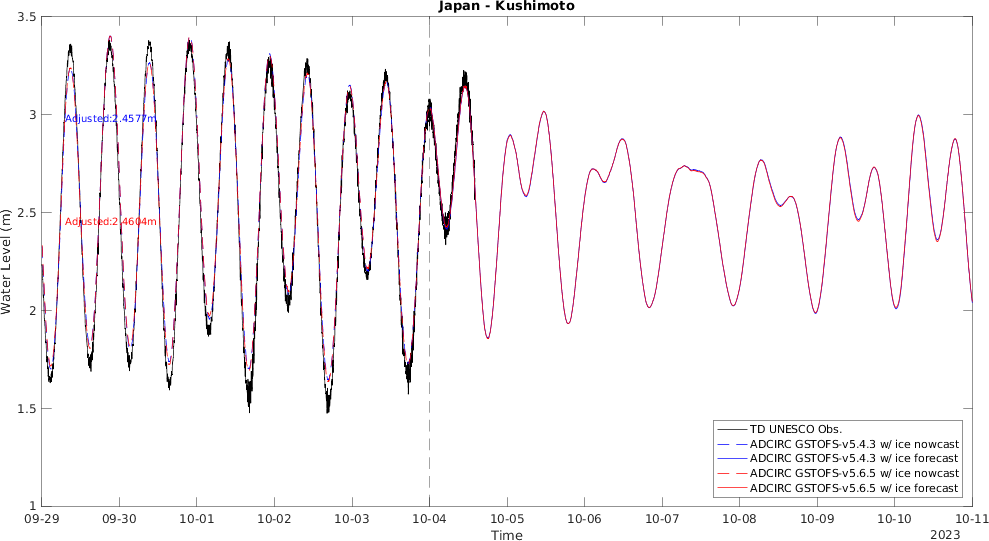 Japan - Kushimoto
3.5
3
2.5
2
1.5
1
Water Level (m)
Adjusted:2.4577m
Adjusted:2.4604m
TD UNESCO Obs.
ADCIRC GSTOFS-v5.4.3 w/ ice nowcast
ADCIRC GSTOFS-v5.4.3 w/ ice forecast
ADCIRC GSTOFS-v5.6.5 w/ ice nowcast
ADCIRC GSTOFS-v5.6.5 w/ ice forecast
09-29 09-30 10-01 10-02 10-03 10-04 10-05 10-06 10-07 10-08 10-09 10-10 10-11
Time
2023